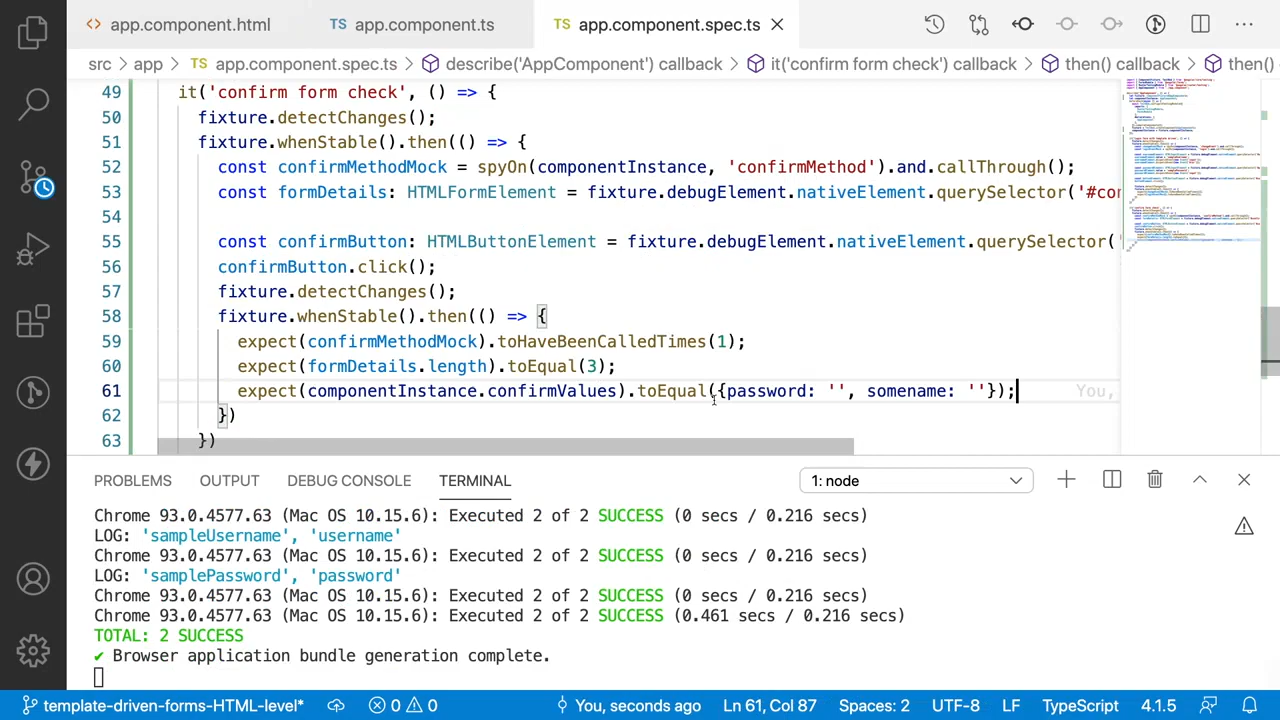 <> app.component.html TS app.component.ts TS app.component.spec.ts
src > app > TS app.component.spec.ts > describe('AppComponent') callback > it('confirm form check') callback > then() callback > then()
49 it('confirm form check', () => {
50 fixture.detectChanges();
51 fixture.whenStable().then(() => {
52 const confirmMethodMock = spyOn(componentInstance, 'confirmMethod').and.callThrough();
53 const formDetails: HTMLFormElement = fixture.debugElement.nativeElement.querySelector('#co
54
55 const confirmButton: HTMLButtonElement = fixture.debugElement.nativeElement.querySelector(
56 confirmButton.click();
57 fixture.detectChanges();
58 fixture.whenStable().then(() => {
59 expect(confirmMethodMock).toHaveBeenCalledTimes(1);
60 expect(formDetails.length).toEqual(3);
61 expect(componentInstance.confirmValues).toEqual({password: '', somename: ''}); You,
62 })
63 })
PROBLEMS OUTPUT DEBUG CONSOLE TERMINAL 1: node
Chrome 93.0.4577.63 (Mac OS 10.15.6): Executed 2 of 2 SUCCESS (0 secs / 0.216 secs)
LOG: 'sampleUsername', 'username'
Chrome 93.0.4577.63 (Mac OS 10.15.6): Executed 2 of 2 SUCCESS (0 secs / 0.216 secs)
LOG: 'samplePassword', 'password'
Chrome 93.0.4577.63 (Mac OS 10.15.6): Executed 2 of 2 SUCCESS (0 secs / 0.216 secs)
Chrome 93.0.4577.63 (Mac OS 10.15.6): Executed 2 of 2 SUCCESS (0.461 secs / 0.216 secs)
TOTAL: 2 SUCCESS
✔ Browser application bundle generation complete.
template-driven-forms-HTML-level* 0 0 You, seconds ago Ln 61, Col 87 Spaces: 2 UTF-8 LF TypeScript 4.1.5